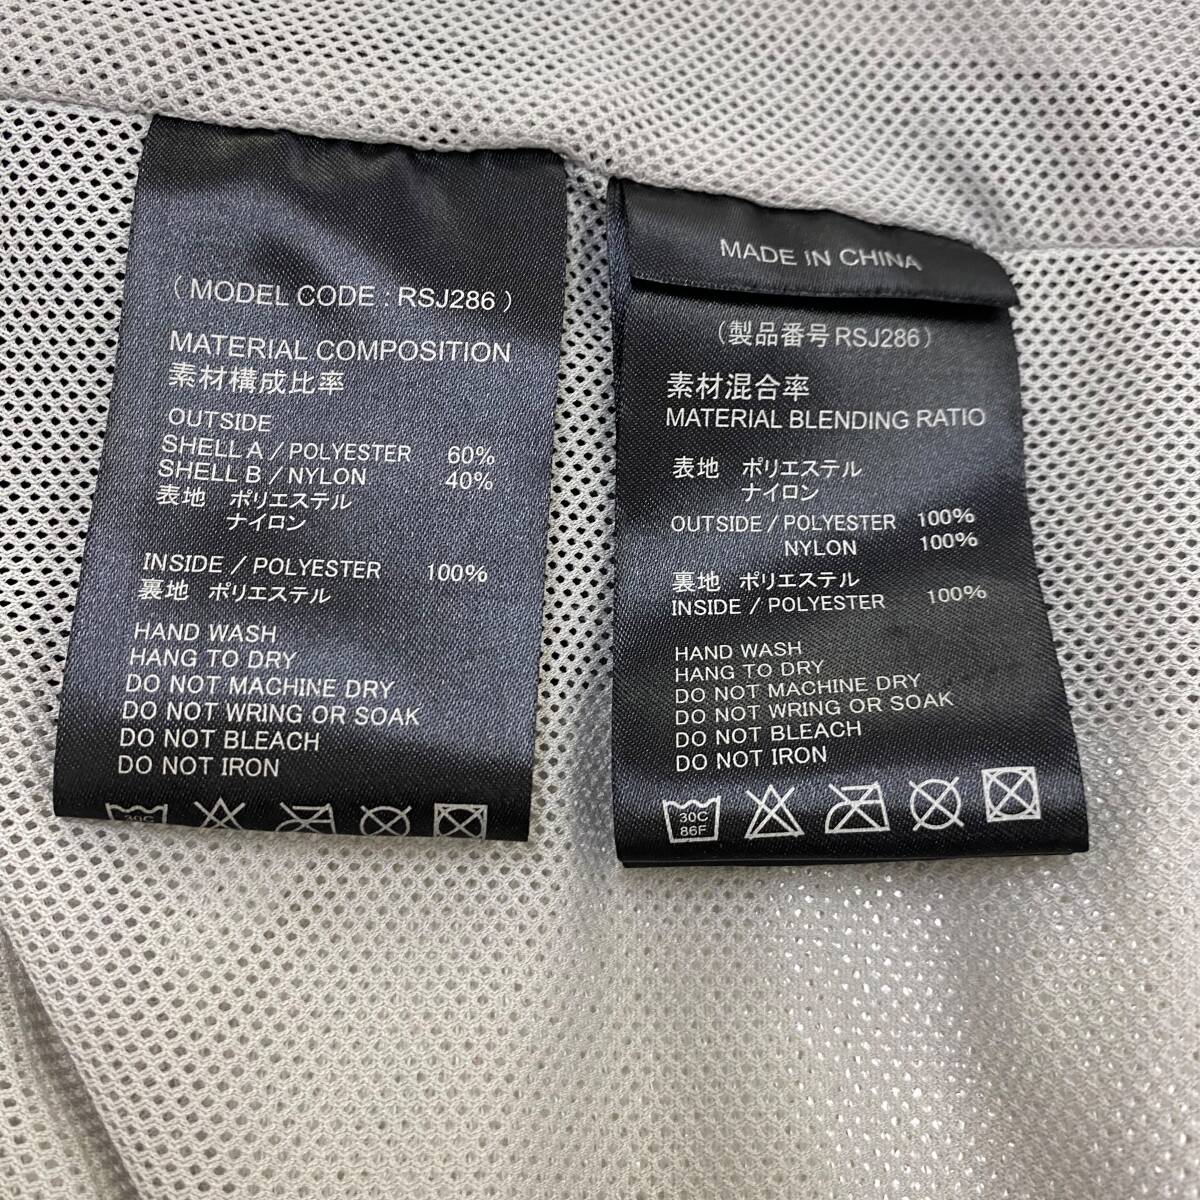 ( MODEL CODE : RSJ286 )
MATERIAL COMPOSITION
素材構成比率
OUTSIDE
SHELL A / POLYESTER 60%
SHELL B / NYLON 40%
表地 ポリエステル
ナイロン
INSIDE / POLYESTER 100%
裏地 ポリエステル
HAND WASH
HANG TO DRY
DO NOT MACHINE DRY
DO NOT WRING OR SOAK
DO NOT BLEACH
DO NOT IRON
30C
MADE IN CHINA
(製品番号RSJ286)
素材混合率
MATERIAL BLENDING RATIO
表地 ポリエステル
ナイロン
OUTSIDE / POLYESTER 100%
NYLON 100%
裏地 ポリエステル
INSIDE / POLYESTER 100%
HAND WASH
HANG TO DRY
DO NOT MACHINE DRY
DO NOT WRING OR SOAK
DO NOT BLEACH
DO NOT IRON
30C
86F